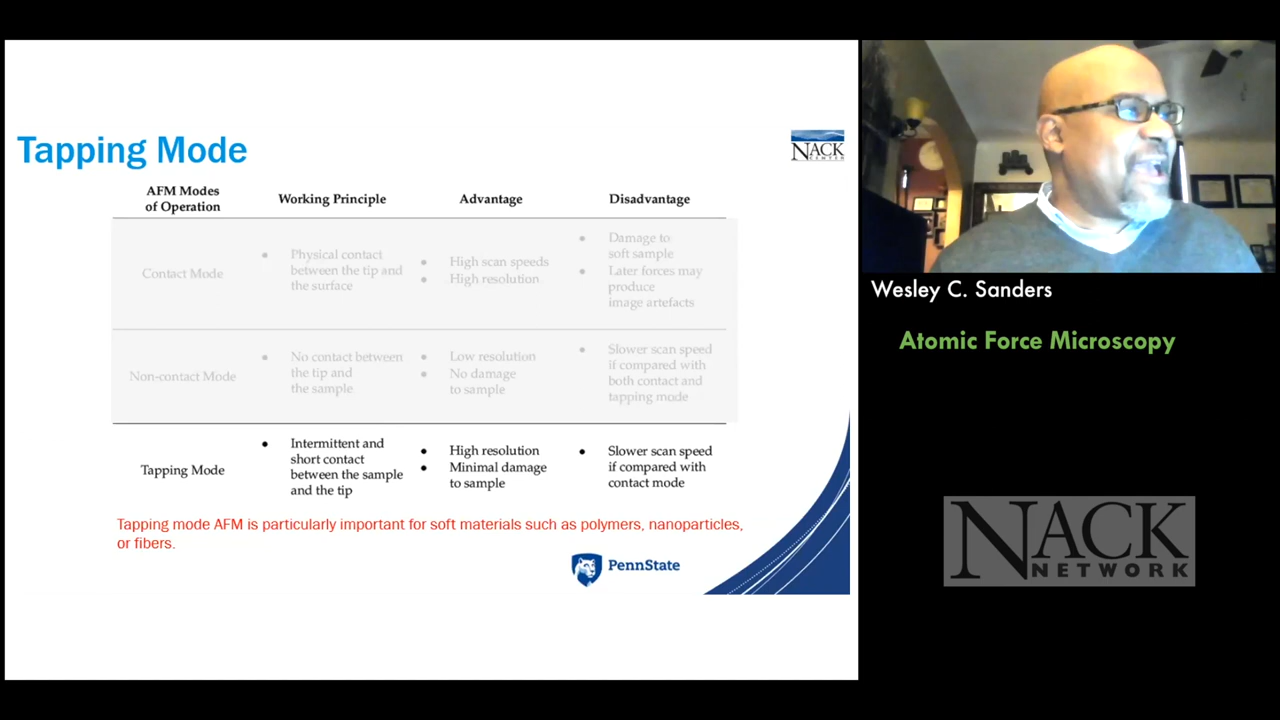 Tapping Mode
NACK
CENTER
AFM Modes
of Operation
Working Principle
Advantage
Disadvantage
Contact Mode
• Physical contact
between the tip and
the surface
• High scan speeds
• High resolution
• Damage to
soft sample
• Later forces may
produce
image artefacts
Non-contact Mode
• No contact between
the tip and
the sample
• Low resolution
• No damage
to sample
• Slower scan speed
if compared with
both contact and
tapping mode
Tapping Mode
• Intermittent and
short contact
between the sample
and the tip
• High resolution
• Minimal damage
to sample
• Slower scan speed
if compared with
contact mode
Tapping mode AFM is particularly important for soft materials such as polymers, nanoparticles,
or fibers.
PennState
Wesley C. Sanders
Atomic Force Microscopy
NACK
NETWORK